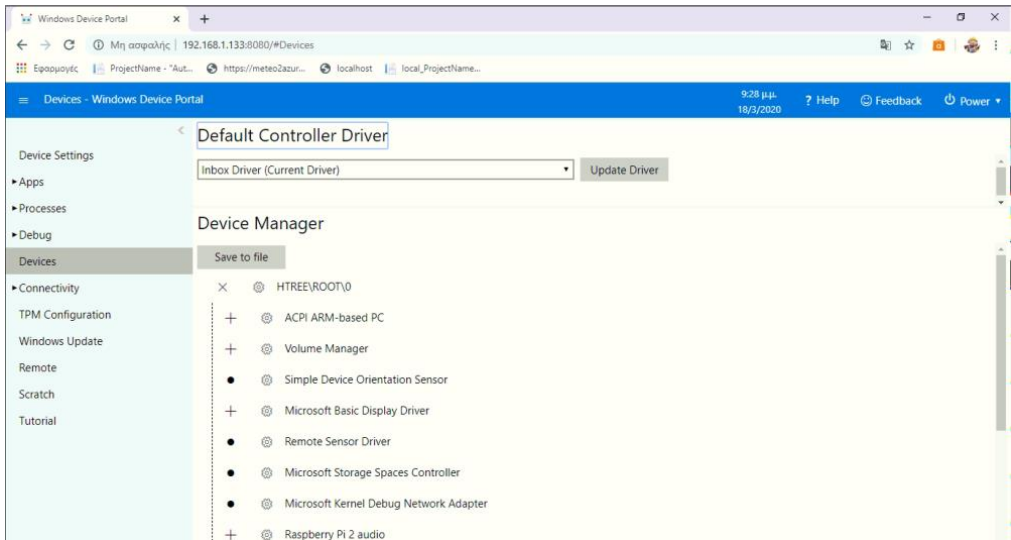 Windows Device Portal
Μη ασφαλής | 192.168.1.133:8080/#Devices
Εφαρμογές ProjectName - "Aut... https://meteo2azur... localhost local_ProjectName...
Devices - Windows Device Portal
9:28 μ.μ.
18/3/2020
? Help
Feedback
Power
Device Settings
Apps
Processes
Debug
Devices
Connectivity
TPM Configuration
Windows Update
Remote
Scratch
Tutorial
Default Controller Driver
Inbox Driver (Current Driver)
Update Driver
Device Manager
Save to file
HTREE\ROOT\0
ACPI ARM-based PC
Volume Manager
Simple Device Orientation Sensor
Microsoft Basic Display Driver
Remote Sensor Driver
Microsoft Storage Spaces Controller
Microsoft Kernel Debug Network Adapter
Raspberry Pi 2 audio